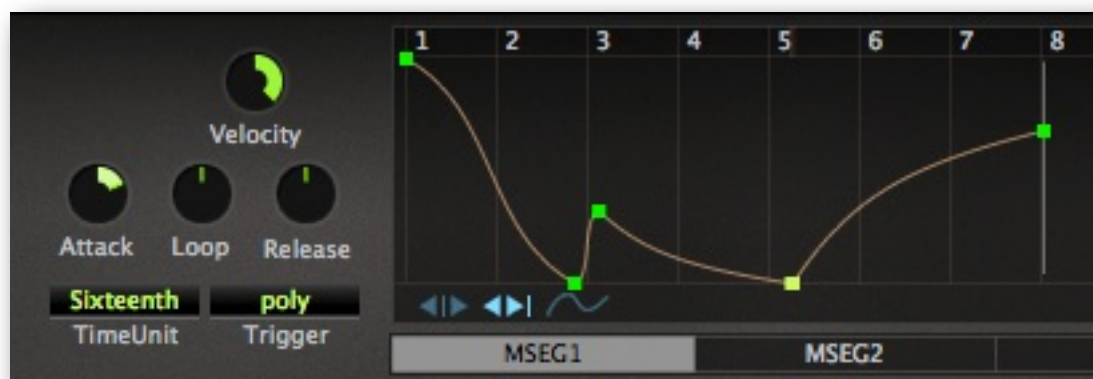 1 2 3 4 5 6 7 8
Velocity
Attack Loop Release
Sixteenth poly
TimeUnit Trigger
MSEG1 MSEG2